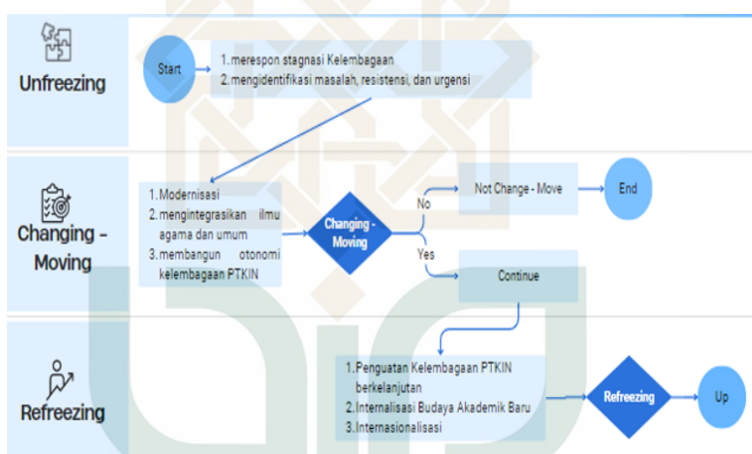 Unfreezing
Start
1. merespon stagnasi Kelembagaan
2. mengidentifikasi masalah, resistensi, dan urgensi
Changing –
Moving
1. Modernisasi
2. mengintegrasikan ilmu
agama dan umum
3. membangun otonomi
kelembagaan PTKIN
Changing -
Moving
No
Not Change - Move
End
Yes
Continue
Refreezing
1. Penguatan Kelembagaan PTKIN
berkelanjutan
2. Internalisasi Budaya Akademik Baru
3. Internasionalisasi
Refreezing
Up